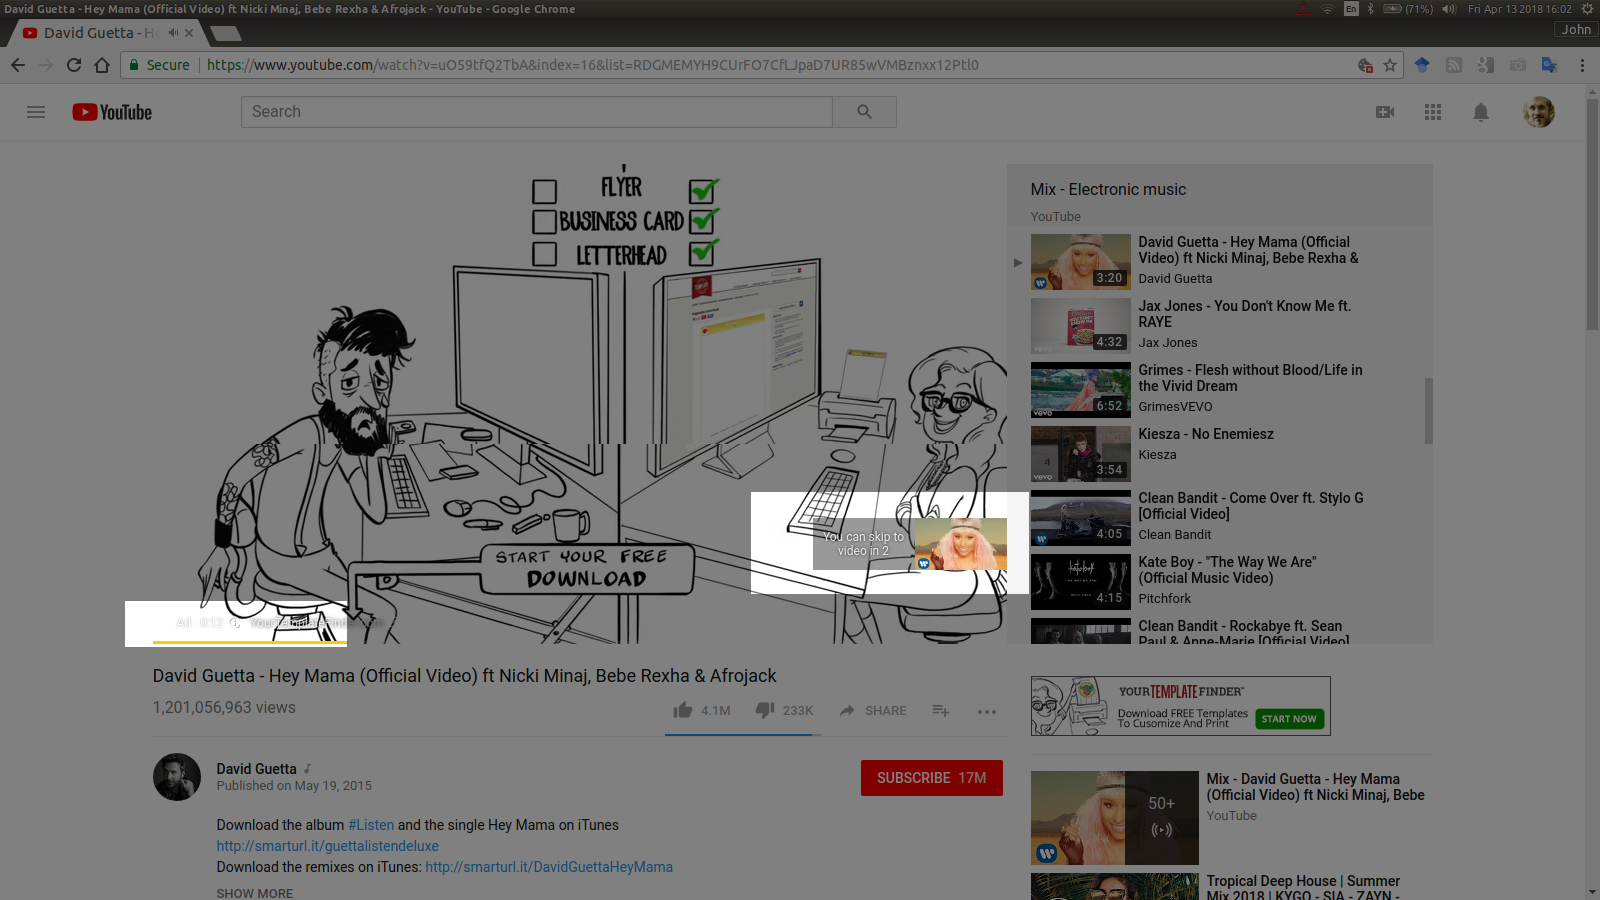 David Guetta - Hey Mama (Official Video) ft Nicki Minaj, Bebe Rexha & Afrojack - YouTube - Google Chrome
En (71%) Fri Apr 13 2018 16:02
David Guetta - H
John
Secure https://www.youtube.com/watch?v=uO59tfQ2TbA&index=16&list=RDGMEMYH9CUrFO7CfLJpaD7UR85wVMBznxx12Ptl0
YouTube
Search
FLYER
BUSINESS CARD
LETTERHEAD
START YOUR FREE
DOWNLOAD
You can skip to
video in 2
Ad · 0:12 YourTemplateFinder.com
Mix - Electronic music
YouTube
David Guetta - Hey Mama (Official
Video) ft Nicki Minaj, Bebe Rexha &
David Guetta
3:20
Jax Jones - You Don't Know Me ft.
RAYE
Jax Jones
4:32
Grimes - Flesh without Blood/Life in
the Vivid Dream
GrimesVEVO
6:52
vevo
Kiesza - No Enemiesz
Kiesza
3:54
vevo
Clean Bandit - Come Over ft. Stylo G
[Official Video]
Clean Bandit
4:05
Kate Boy - "The Way We Are"
(Official Music Video)
Pitchfork
4:15
Clean Bandit - Rockabye ft. Sean
Paul & Anne-Marie [Official Video]
David Guetta - Hey Mama (Official Video) ft Nicki Minaj, Bebe Rexha & Afrojack
1,201,056,963 views
4.1M 233K SHARE
David Guetta
Published on May 19, 2015
SUBSCRIBE 17M
Download the album #Listen and the single Hey Mama on iTunes
http://smarturl.it/guettalistendeluxe
Download the remixes on iTunes: http://smarturl.it/DavidGuettaHeyMama
SHOW MORE
YOURTEMPLATEFINDER
Download FREE Templates
To Cusomize And Print
START NOW
50+
Mix - David Guetta - Hey Mama
(Official Video) ft Nicki Minaj, Bebe
YouTube
Tropical Deep House | Summer
Mix 2018 | KYGO - SIA - ZAYN -